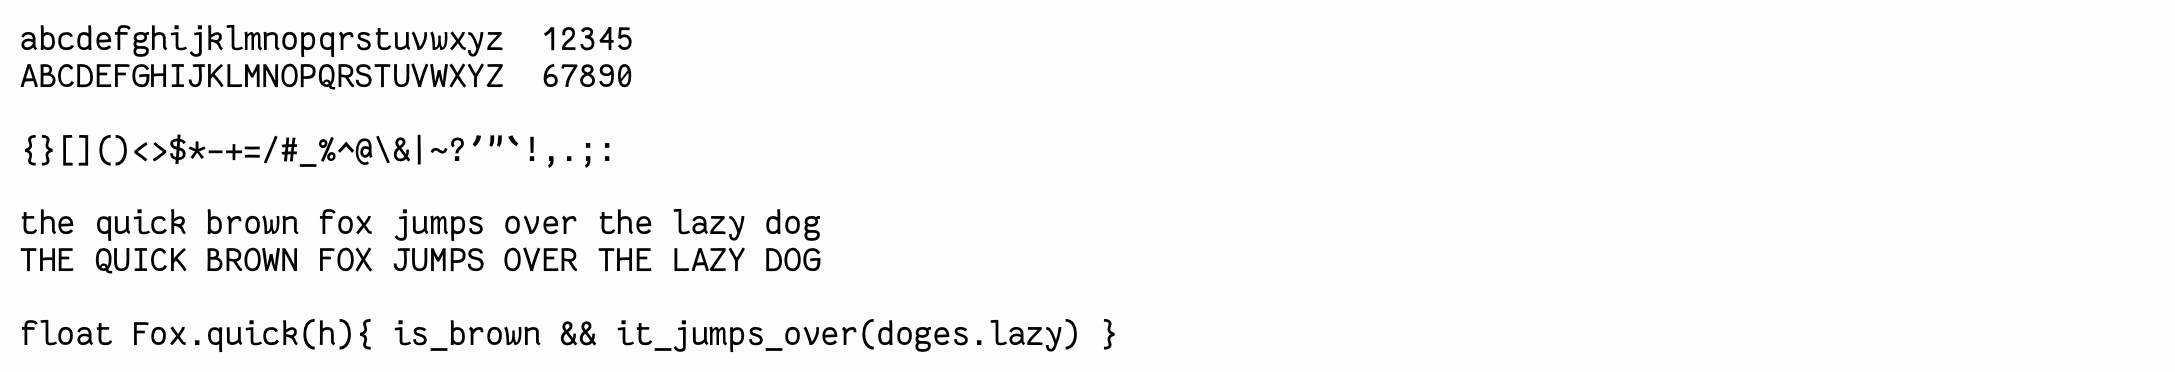 abcdefghijklmnopqrstuvwxyz  12345
ABCDEFGHIJKLMNOPQRSTUVWXYZ  67890
{}[]()<>$*-+=/#_%^@\&|~?'"`!,.;:
the quick brown fox jumps over the lazy dog
THE QUICK BROWN FOX JUMPS OVER THE LAZY DOG
float Fox.quick(h){ is_brown && it_jumps_over(doges.lazy) }